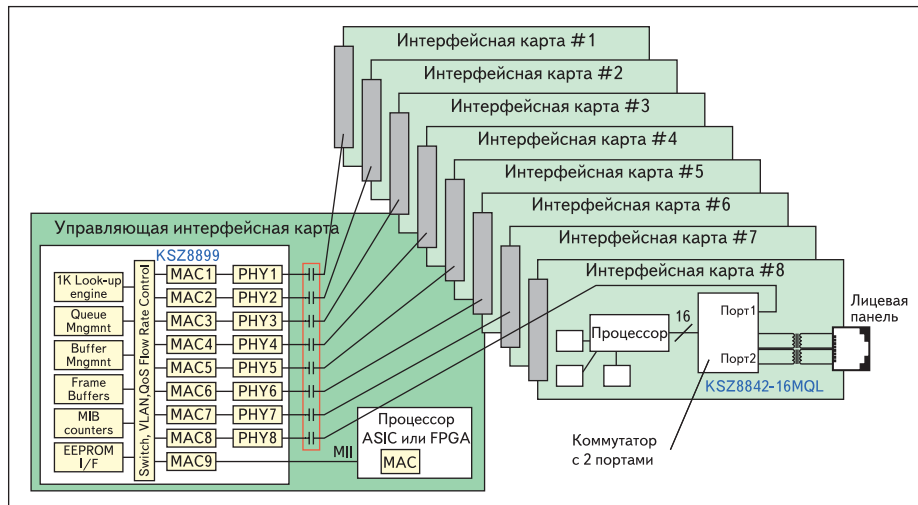 Интерфейсная карта #1
Интерфейсная карта #2
Интерфейсная карта #3
Интерфейсная карта #4
Интерфейсная карта #5
Интерфейсная карта #6
Интерфейсная карта #7
Интерфейсная карта #8
Управляющая интерфейсная карта
KSZ8899
1K Look-up
engine
Queue
Mngmnt
Buffer
Mngmnt
Frame
Buffers
MIB
counters
EEPROM
I/F
Switch, VLAN,QoS Flow Rate Control
MAC1
PHY1
MAC2
PHY2
MAC3
PHY3
MAC4
PHY4
MAC5
PHY5
MAC6
PHY6
MAC7
PHY7
MAC8
PHY8
MAC9
MII
Процессор
ASIC или FPGA
MAC
Процессор
16
Порт1
Порт2
KSZ8842-16MQL
Лицевая
панель
Коммутатор
с 2 портами